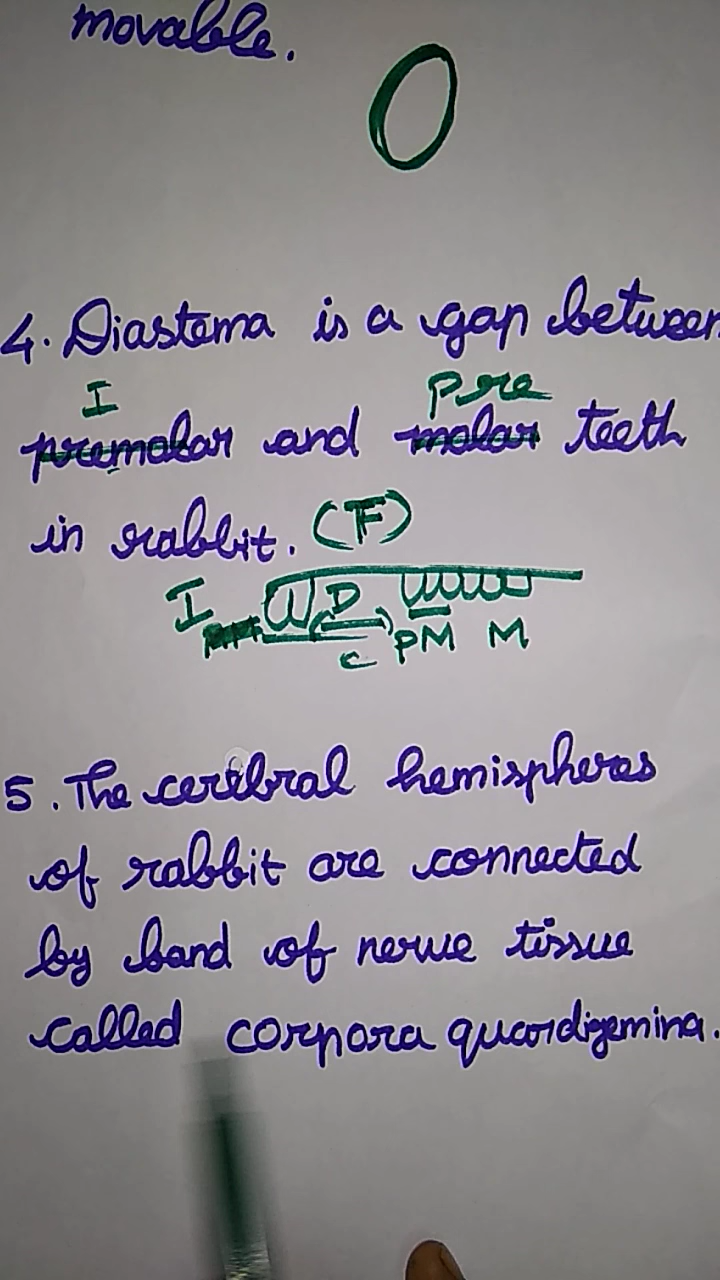 movable.
4. Diastema is a gap between
I Pre
premolar and molar teeth
in rabbit. (F)
I D
C PM M
5. The cerebral hemispheres
of rabbit are connected
by band of nerve tissue
called corpora quardigemina.